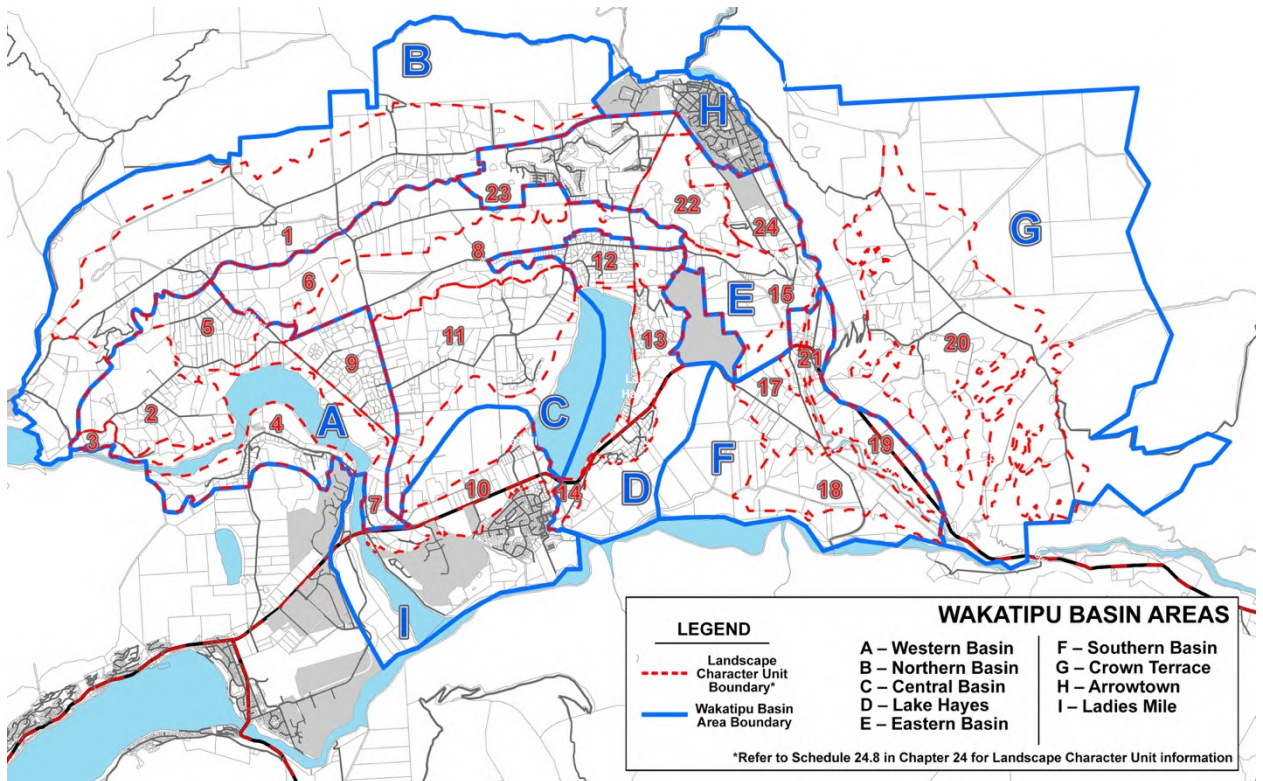 B
H
G
23
22
24
1
8
12
6
E
15
5
11
20
13
9
21
La
Ha
17
2
C
A
4
3
F
19
10
D
18
14
7
I
WAKATIPU BASIN AREAS
LEGEND
Landscape
Character Unit
Boundary*
Wakatipu Basin
Area Boundary
A – Western Basin
B – Northern Basin
C – Central Basin
D – Lake Hayes
E – Eastern Basin
F – Southern Basin
G – Crown Terrace
H – Arrowtown
I – Ladies Mile
*Refer to Schedule 24.8 in Chapter 24 for Landscape Character Unit information